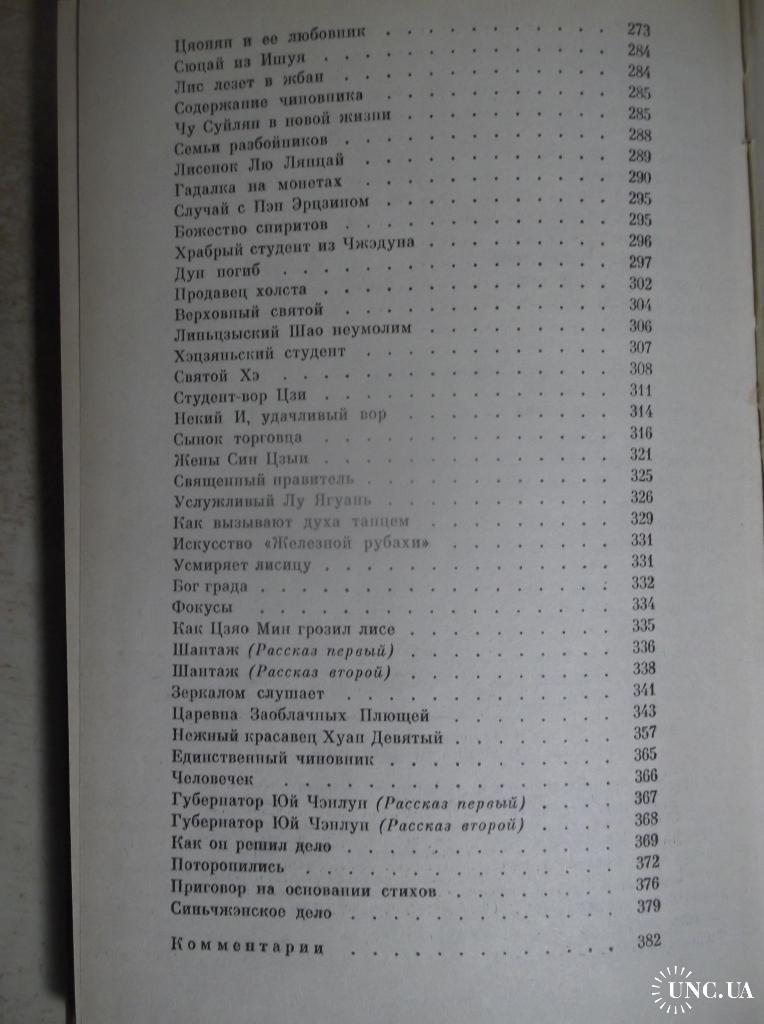 Цяонян и ее любовник . . . . . . . . . . . 273
Сюцай из Ишуя . . . . . . . . . . . . . 284
Лис лезет в жбан . . . . . . . . . . . . 284
Содержание чиновника . . . . . . . . . . . 285
Чу Суйлян в новой жизни . . . . . . . . . . 285
Семьи разбойников . . . . . . . . . . . . 288
Лисенок Лю Лянцай . . . . . . . . . . . . 289
Гадалка на монетах . . . . . . . . . . . . 290
Случай с Пэн Эрцзином . . . . . . . . . . . 295
Божество спиритов . . . . . . . . . . . . 295
Храбрый студент из Чжэдуна . . . . . . . . . 296
Дун погиб . . . . . . . . . . . . . . . 297
Продавец холста . . . . . . . . . . . . . 302
Верховный святой . . . . . . . . . . . . . 304
Линьцзыский Шао неумолим . . . . . . . . . 306
Хэцзяньский студент . . . . . . . . . . . . 307
Святой Хэ . . . . . . . . . . . . . . . 308
Студент-вор Цзи . . . . . . . . . . . . . 311
Некий И, удачливый вор . . . . . . . . . . 314
Сынок торговца . . . . . . . . . . . . . 316
Жены Син Цзыи . . . . . . . . . . . . . 321
Священный правитель . . . . . . . . . . . 325
Услужливый Лу Ягуань . . . . . . . . . . . 326
Как вызывают духа танцем . . . . . . . . . 329
Искусство «Железной рубахи» . . . . . . . . 331
Усмиряет лисицу . . . . . . . . . . . . . 331
Бог града . . . . . . . . . . . . . . . . 332
Фокусы . . . . . . . . . . . . . . . . 334
Как Цзяо Мин грозил лисе . . . . . . . . . . 335
Шантаж (Рассказ первый) . . . . . . . . . . 336
Шантаж (Рассказ второй) . . . . . . . . . . 338
Зеркалом слушает . . . . . . . . . . . . 341
Царевна Заоблачных Плющей . . . . . . . . 343
Нежный красавец Хуан Девятый . . . . . . . . 357
Единственный чиновник . . . . . . . . . . . 365
Человечек . . . . . . . . . . . . . . . 366
Губернатор Юй Чэнлун (Рассказ первый) . . . . 367
Губернатор Юй Чэнлун (Рассказ второй) . . . . 368
Как он решил дело . . . . . . . . . . . . 369
Поторопились . . . . . . . . . . . . . . 372
Приговор на основании стихов . . . . . . . . 376
Синьчжэнское дело . . . . . . . . . . . . 379
Комментарии . . . . . . . . . . . . 382
UNC.UA